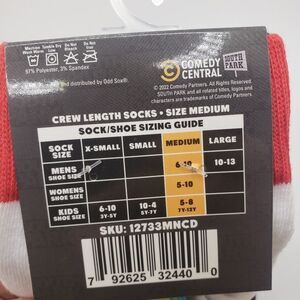 Machine Wash Warm
Tumble Dry Low
Do Not Bleach
Do Not Iron
97% Polyester, 3% Spandex
and distributed by Odd Sox®.
COMEDY CENTRAL
SOUTH PARK
© 2022 Comedy Partners.
All Rights Reserved.
SOUTH PARK and all related titles, logos and
characters are trademarks of Comedy Partners
CREW LENGTH SOCKS • SIZE MEDIUM
SOCK/SHOE SIZING GUIDE
SOCK SIZE X-SMALL SMALL MEDIUM LARGE
MENS SHOE SIZE 10-13
WOMENS SHOE SIZE 5-10
KIDS SHOE SIZE 6-10 10-4 5-8
3Y-5Y 5Y-7Y 7Y-12Y
SKU: 12733MNCD
7 92625 32440 0